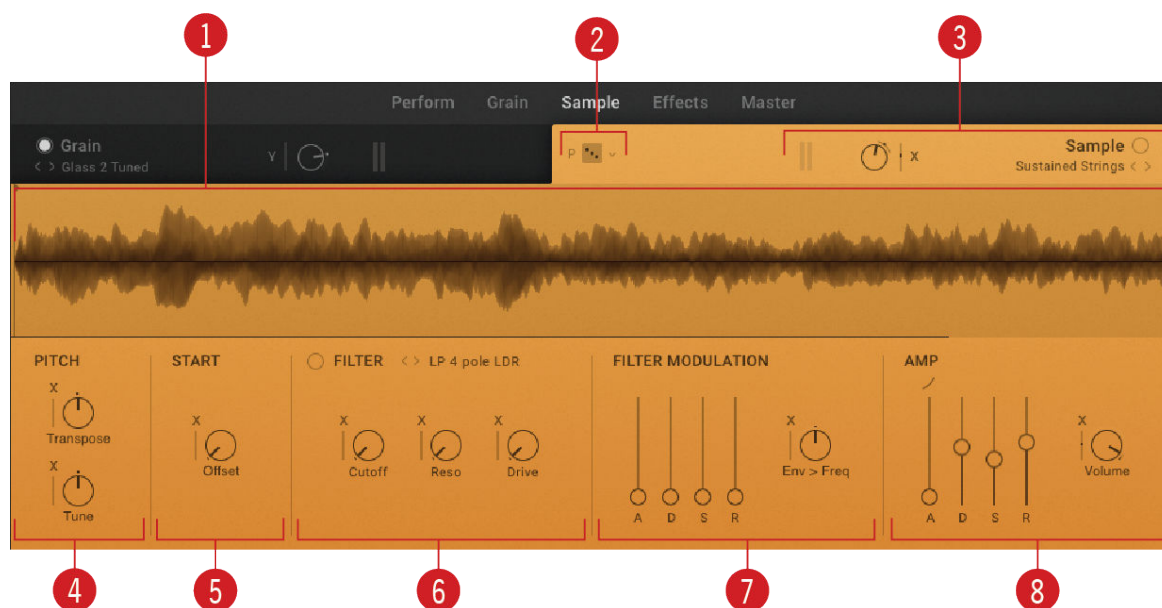 1 2 3
Perform Grain Sample Effects Master
Grain Y P X Sample
< > Glass 2 Tuned Sustained Strings < >
PITCH START FILTER < > LP 4 pole LDR FILTER MODULATION AMP
X
Transpose
X
Tune
X
Offset
X X
Cutoff Reso Drive
X
Env > Freq
A D S R
X
Volume
A D S R
4 5 6 7 8